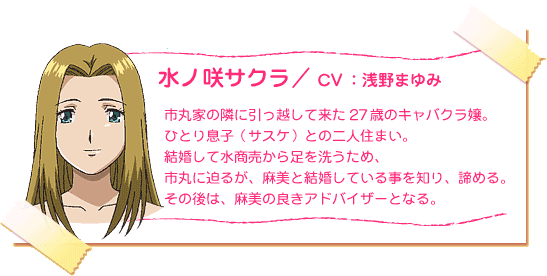 水ノ咲サクラ／ CV ：浅野まゆみ
市丸家の隣に引っ越して来た27歳のキャバクラ嬢。
ひとり息子（サスケ）との二人住まい。
結婚して水商売から足を洗うため、
市丸に迫るが、麻美と結婚している事を知り、諦める。
その後は、麻美の良きアドバイザーとなる。